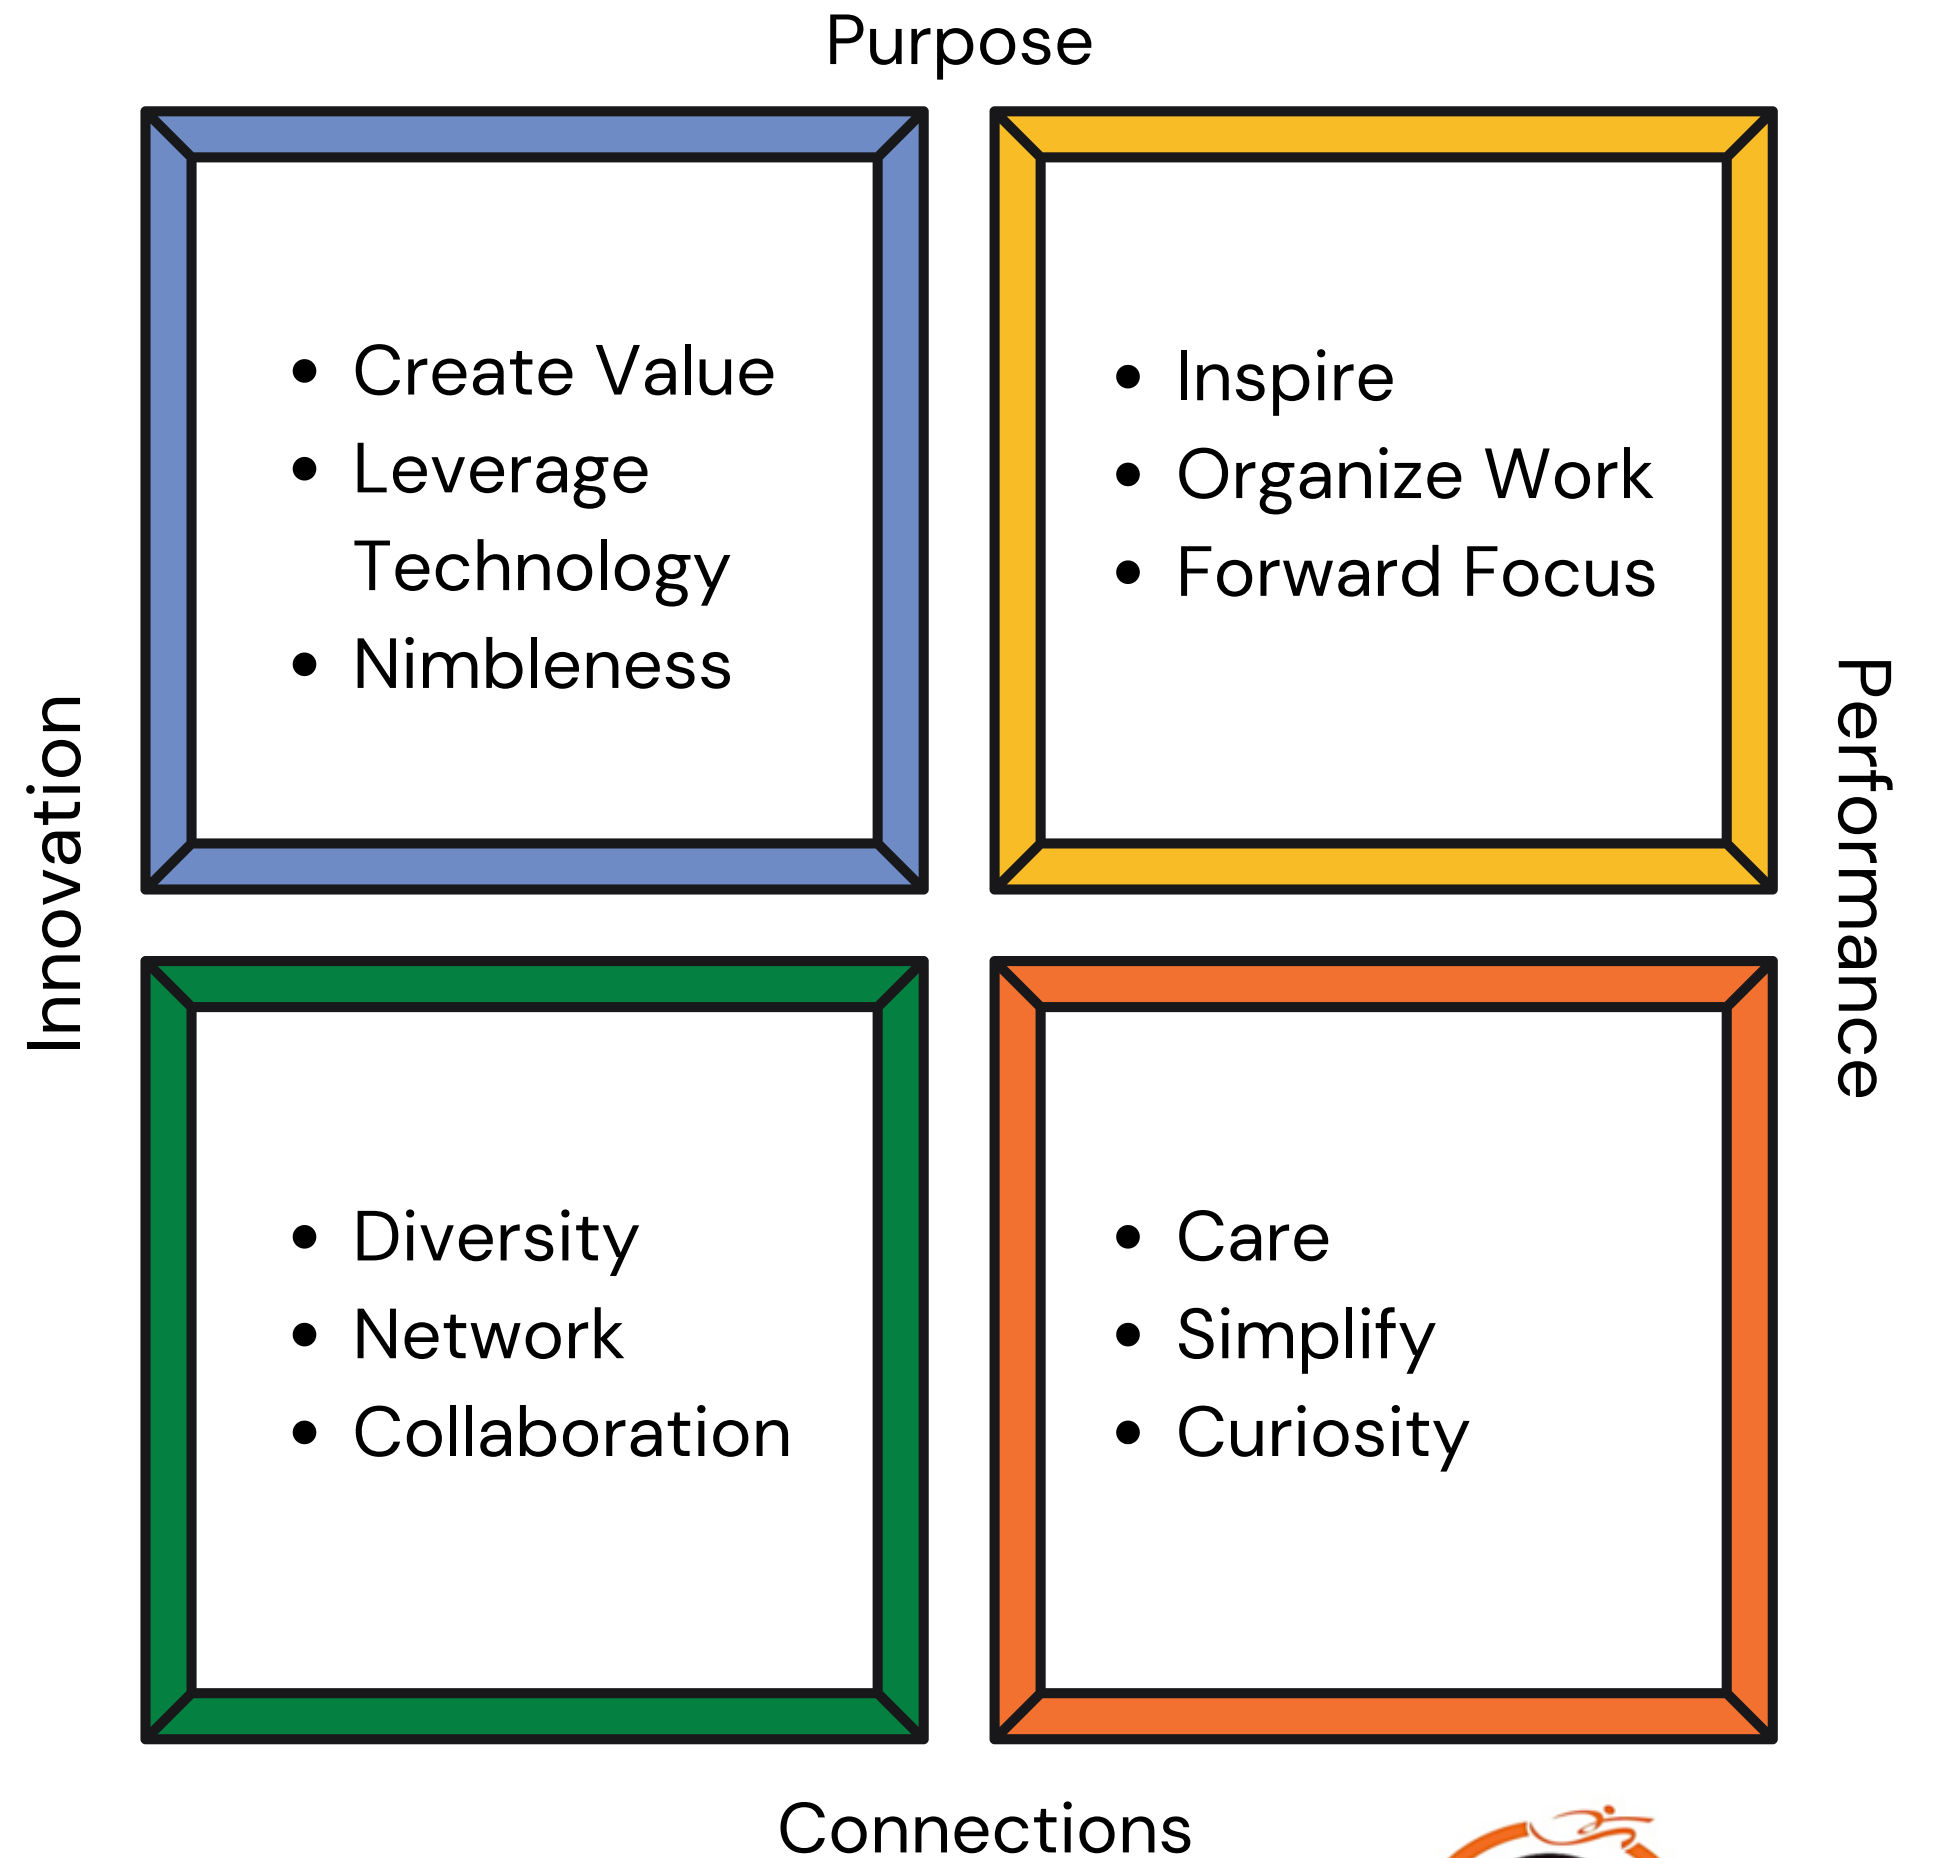 Purpose
• Create Value
• Leverage
Technology
• Nimbleness
• Inspire
• Organize Work
• Forward Focus
Innovation
Performance
• Diversity
• Network
• Collaboration
• Care
• Simplify
• Curiosity
Connections